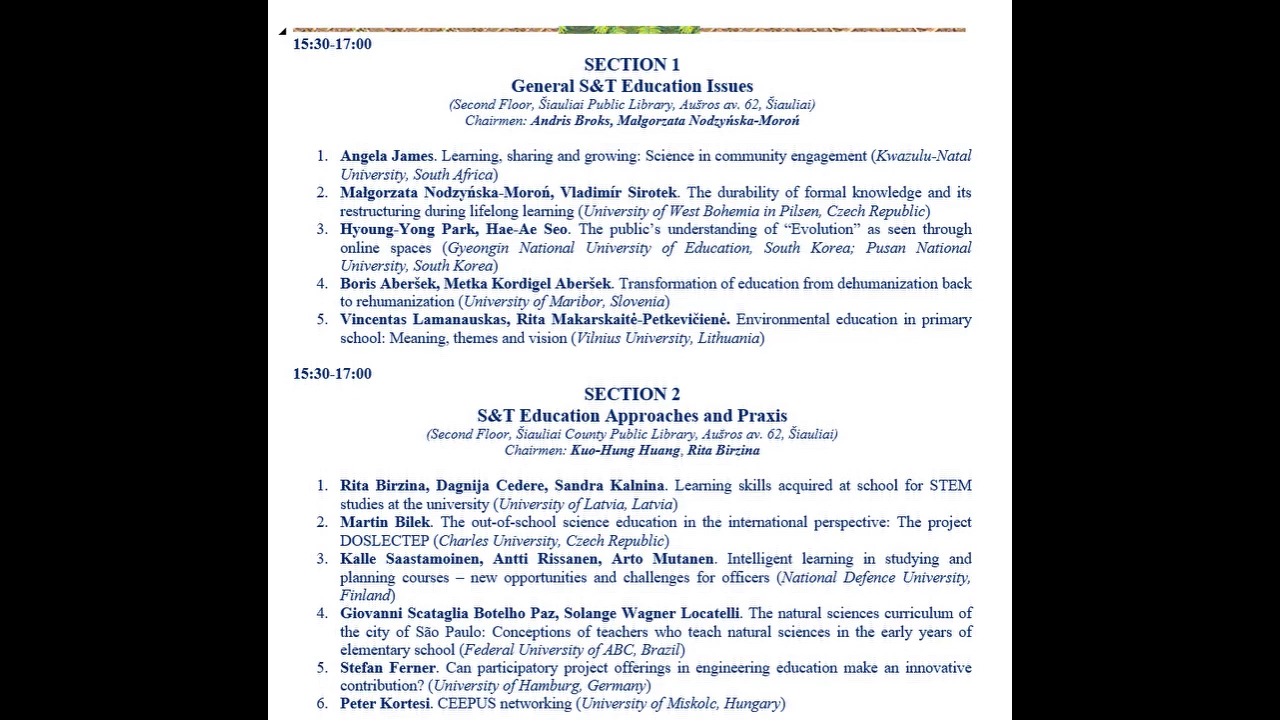 15:30-17:00
SECTION 1
General S&T Education Issues
(Second Floor, Šiauliai Public Library, Aušros av. 62, Šiauliai)
Chairmen: Andris Broks, Małgorzata Nodzyńska-Moroń
1. Angela James. Learning, sharing and growing: Science in community engagement (Kwazulu-Natal
University, South Africa)
2. Małgorzata Nodzyńska-Moroń, Vladimír Sirotek. The durability of formal knowledge and its
restructuring during lifelong learning (University of West Bohemia in Pilsen, Czech Republic)
3. Hyoung-Yong Park, Hae-Ae Seo. The public's understanding of “Evolution” as seen through
online spaces (Gyeongin National University of Education, South Korea; Pusan National
University, South Korea)
4. Boris Aberšek, Metka Kordigel Aberšek. Transformation of education from dehumanization back
to rehumanization (University of Maribor, Slovenia)
5. Vincentas Lamanauskas, Rita Makarskaitė-Petkevičienė. Environmental education in primary
school: Meaning, themes and vision (Vilnius University, Lithuania)
15:30-17:00
SECTION 2
S&T Education Approaches and Praxis
(Second Floor, Šiauliai County Public Library, Aušros av. 62, Šiauliai)
Chairmen: Kuo-Hung Huang, Rita Birzina
1. Rita Birzina, Dagnija Cedere, Sandra Kalnina. Learning skills acquired at school for STEM
studies at the university (University of Latvia, Latvia)
2. Martin Bilek. The out-of-school science education in the international perspective: The project
DOSLECTEP (Charles University, Czech Republic)
3. Kalle Saastamoinen, Antti Rissanen, Arto Mutanen. Intelligent learning in studying and
planning courses – new opportunities and challenges for officers (National Defence University,
Finland)
4. Giovanni Scataglia Botelho Paz, Solange Wagner Locatelli. The natural sciences curriculum of
the city of São Paulo: Conceptions of teachers who teach natural sciences in the early years of
elementary school (Federal University of ABC, Brazil)
5. Stefan Ferner. Can participatory project offerings in engineering education make an innovative
contribution? (University of Hamburg, Germany)
6. Peter Kortesi. CEEPUS networking (University of Miskolc, Hungary)